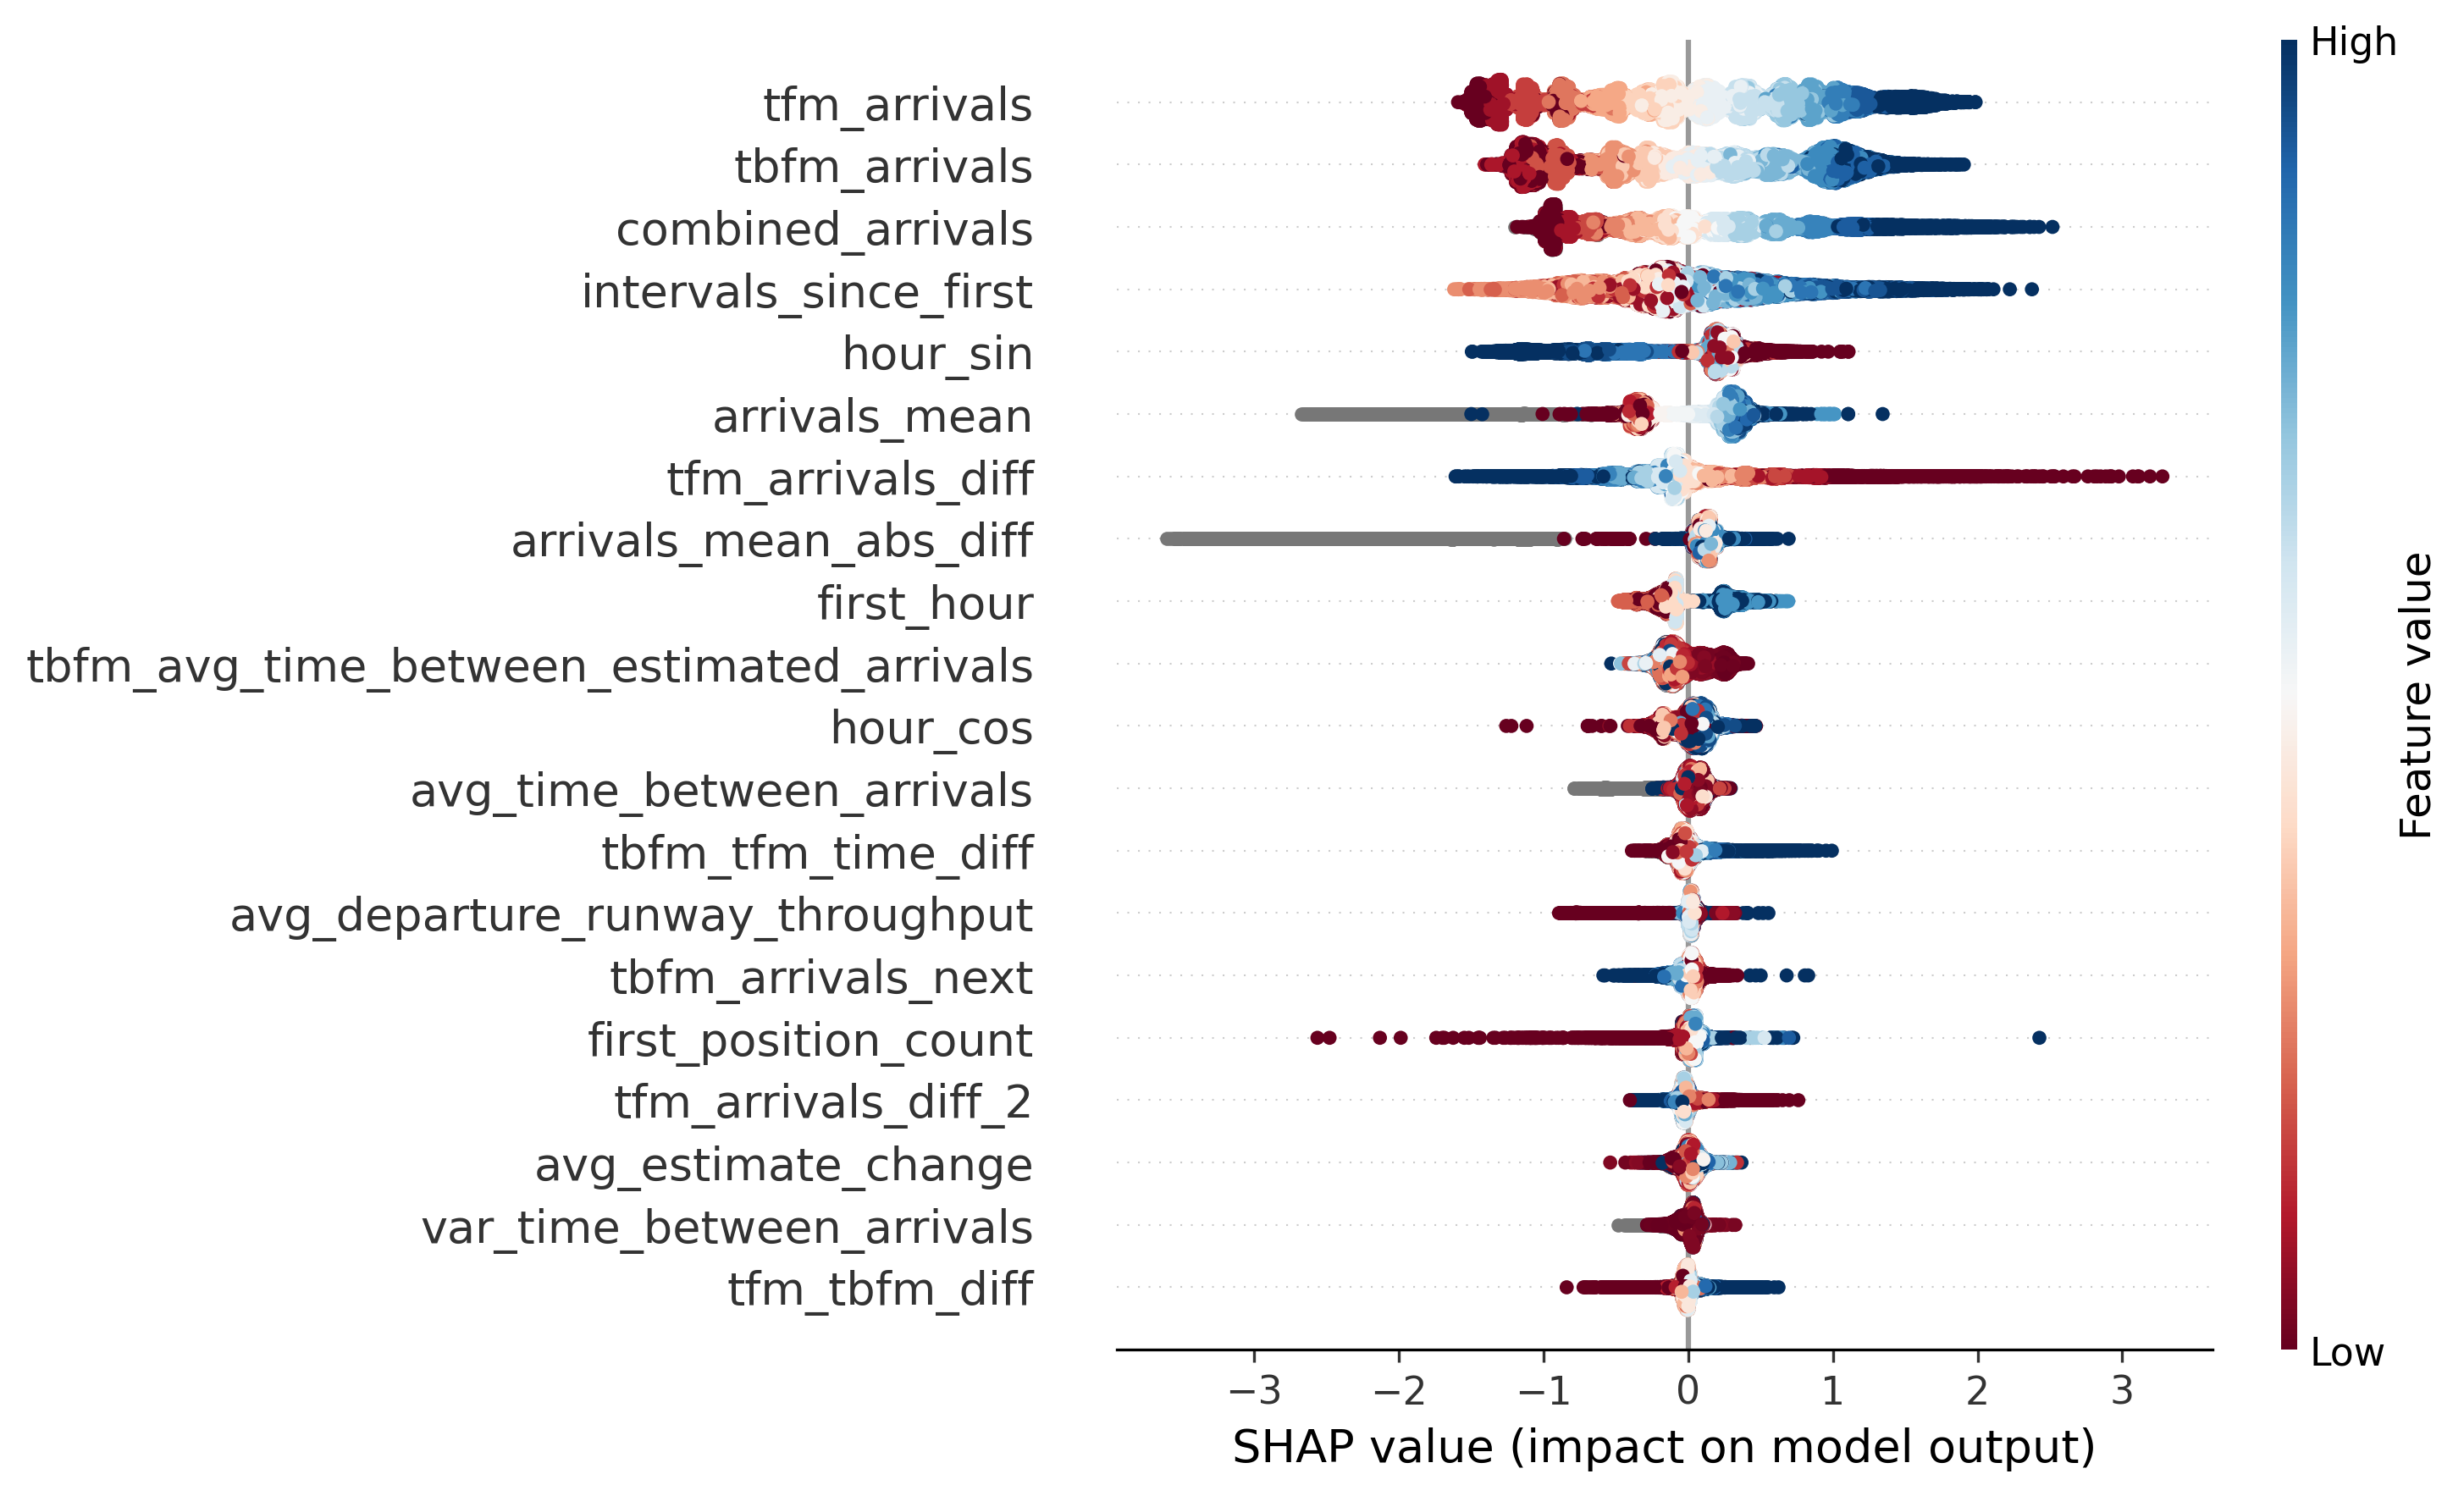 High
tfm_arrivals
tbfm_arrivals
combined_arrivals
intervals_since_first
hour_sin
arrivals_mean
tfm_arrivals_diff
arrivals_mean_abs_diff
first_hour
tbfm_avg_time_between_estimated_arrivals
hour_cos
avg_time_between_arrivals
tbfm_tfm_time_diff
avg_departure_runway_throughput
tbfm_arrivals_next
first_position_count
tfm_arrivals_diff_2
avg_estimate_change
var_time_between_arrivals
tfm_tbfm_diff
Feature value
Low
−3 −2 −1 0 1 2 3
SHAP value (impact on model output)